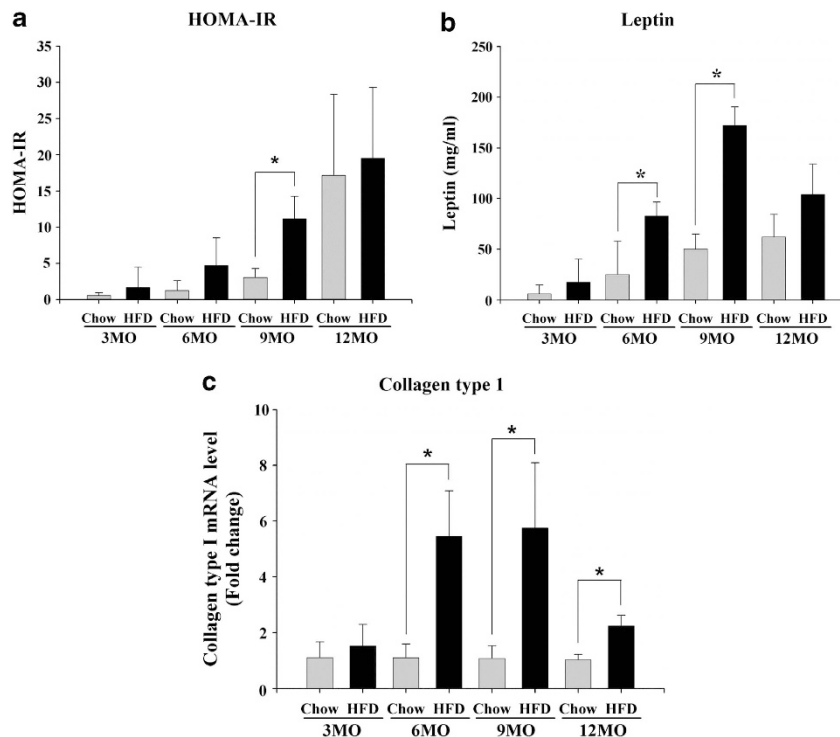 a
HOMA-IR
35
30
25
20
15
10
5
0
HOMA-IR
*
Chow HFD Chow HFD Chow HFD Chow HFD
3MO 6MO 9MO 12MO
b
Leptin
250
200
150
100
50
0
Leptin (mg/ml)
*
*
Chow HFD Chow HFD Chow HFD Chow HFD
3MO 6MO 9MO 12MO
c
Collagen type 1
10
8
6
4
2
0
Collagen type I mRNA level
(Fold change)
*
*
*
Chow HFD Chow HFD Chow HFD Chow HFD
3MO 6MO 9MO 12MO